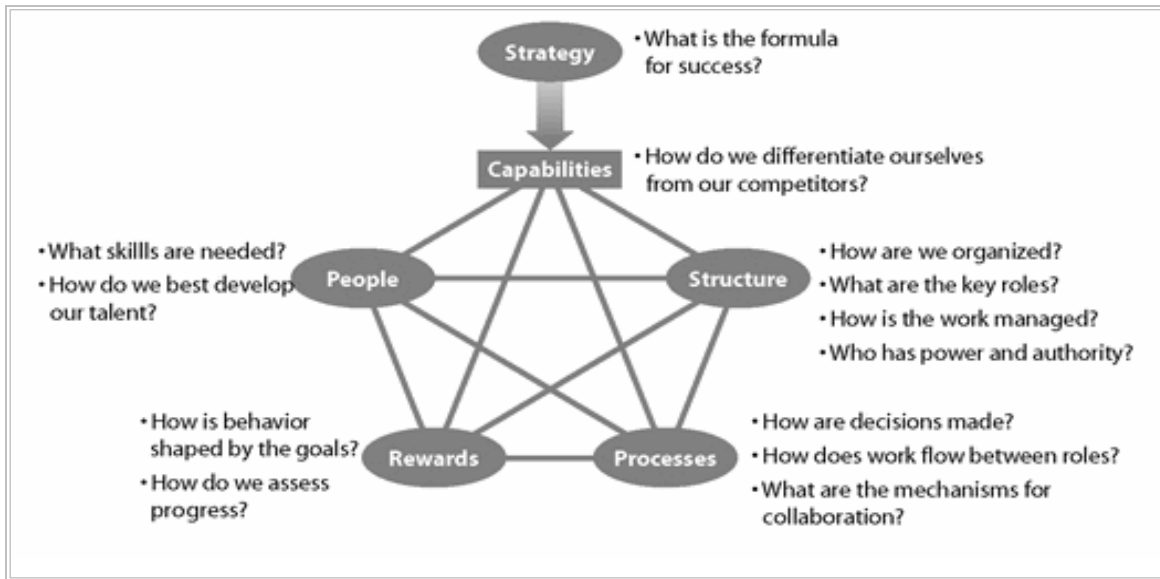 Strategy
• What is the formula
for success?
Capabilities
• How do we differentiate ourselves
from our competitors?
• What skillls are needed?
• How do we best develop
our talent?
People
Structure
• How are we organized?
• What are the key roles?
• How is the work managed?
• Who has power and authority?
• How is behavior
shaped by the goals?
• How do we assess
progress?
Rewards
Processes
• How are decisions made?
• How does work flow between roles?
• What are the mechanisms for
collaboration?